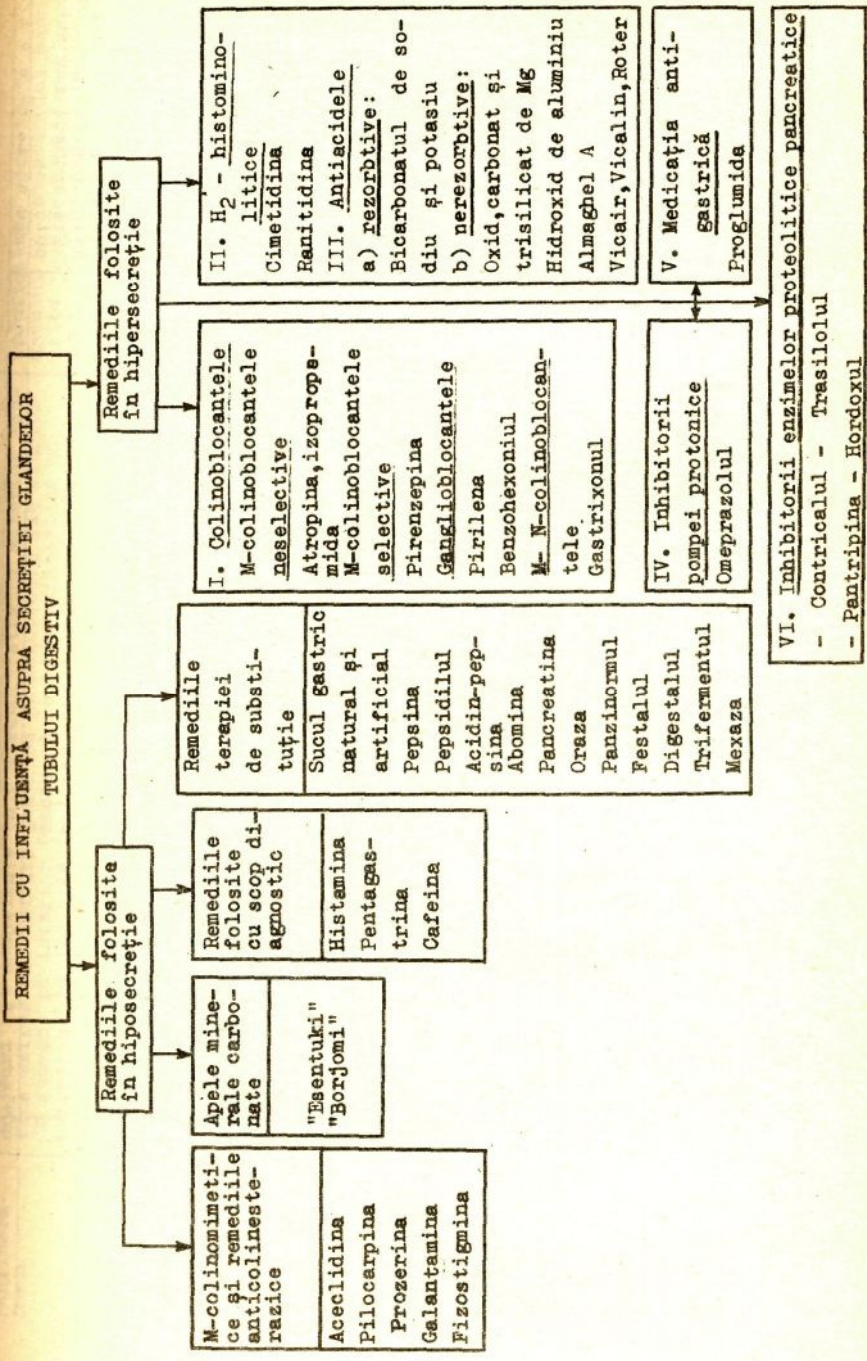 REMEDII CU INFLUENȚĂ ASUPRA SECREȚIEI GLANDELOR
TUBULUI DIGESTIV
Remediile folosite
în hiposecreție
Remediile folosite
în hipersecreție
M-colinomimeti-
ce și remediile
anticolineste-
razice
Aceclidina
Pilocarpina
Prozerina
Galantamina
Fizostigmina
Apele mine-
rale carbo-
nate
"Esentuki"
"Borjomi"
Remediile
folosite
cu scop di-
agnostic
Histamina
Pentagas-
trina
Cafeina
Remediile
terapiei
de substi-
tuție
Sucul gastric
natural și
artificial
Pepsina
Pepsidilul
Acidin-pep-
sina
Abomina
Pancreatina
Oraza
Panzinormul
Festalul
Digestalul
Trifermentul
Mexaza
I. Colinoblocantele
M-colinoblocantele
neselective
Atropina,izopropa-
mida
M-colinoblocantele
selective
Pirenzepina
Ganglioblocantele
Pirilena
Benzohexoniul
M- N-colinoblocan-
tele
Gastrixonul
II. H2 - histomino-
litice
Cimetidina
Ranitidina
III. Antiacidele
a) rezorbtive:
Bicarbonatul de so-
diu și potasiu
b) nerezorbtive:
Oxid,carbonat și
trisilicat de Mg
Hidroxid de aluminiu
Almaghel A
Vicair,Vicalin,Roter
IV. Inhibitorii
pompei protonice
Omeprazolul
V. Medicația anti-
gastrică
Proglumida
VI. Inhibitorii enzimelor proteolitice pancreatice
- Contricalul - Trasilolul
- Pantripina - Hordoxul